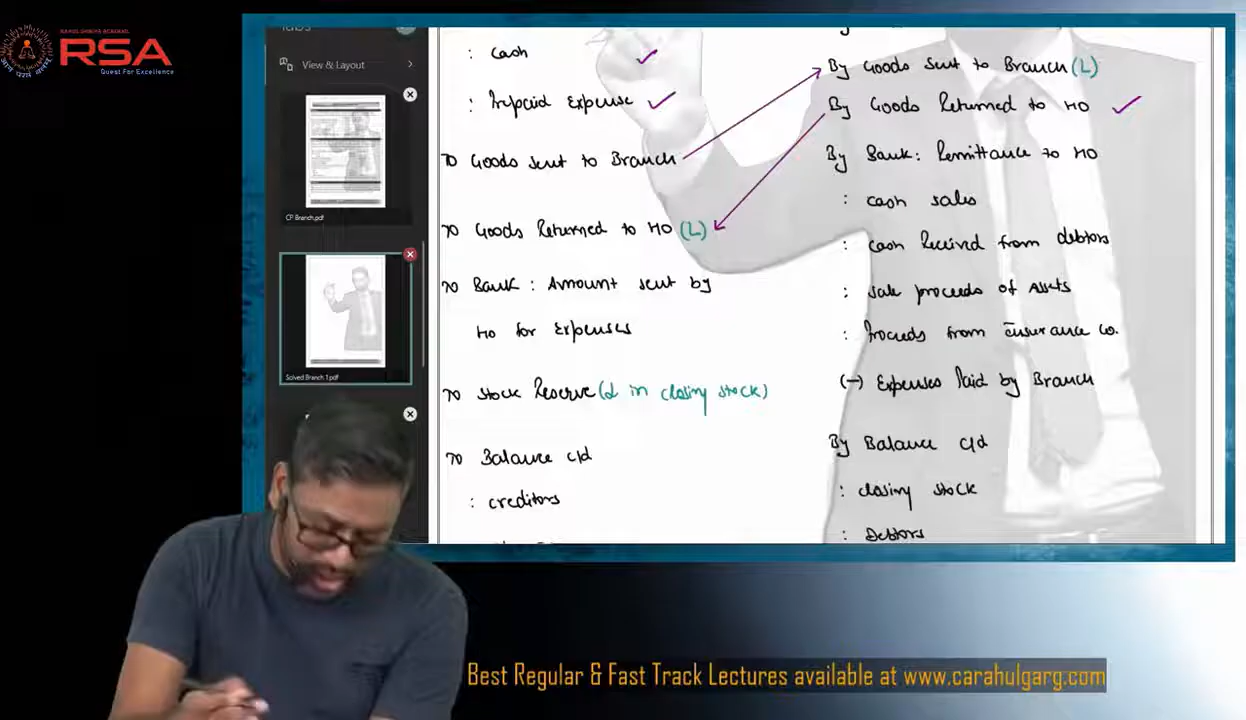 RSA
Quest For Excellence
View & Layout
CP Branch.pdf
Solved Branch 1.pdf
: Cash
: Prepaid Expense
To Goods sent to Branch
To Goods Returned to HO (L)
To Bank : Amount sent by
HO for Expenses
To Stock Reserve (L in closing stock)
To Balance c/d
: creditors
By Goods Sent to Branch (L)
By Goods Returned to HO
By Bank : Remittance to HO
: cash sales
: cash Received from debtors
: sale proceeds of Assets
: Proceeds from insurance co.
(-) Expenses Paid by Branch
By Balance c/d
: closing stock
: Debtors
Best Regular & Fast Track Lectures available at www.carahulgarg.com